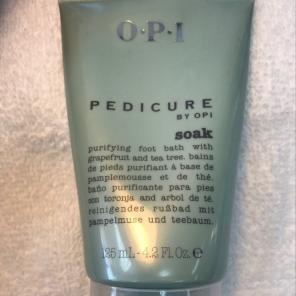 O·P·I
PEDICURE
BY OPI
soak
purifying foot bath with
grapefruit and tea tree. bains
de pieds purifiant à base de
pamplemousse et de thé.
baño purificante para pies
con toronja and arbol de té.
reinigendes rußbad mit
pampelmuse und teebaum.
125 mL-4.2 Fl.Oz.℮